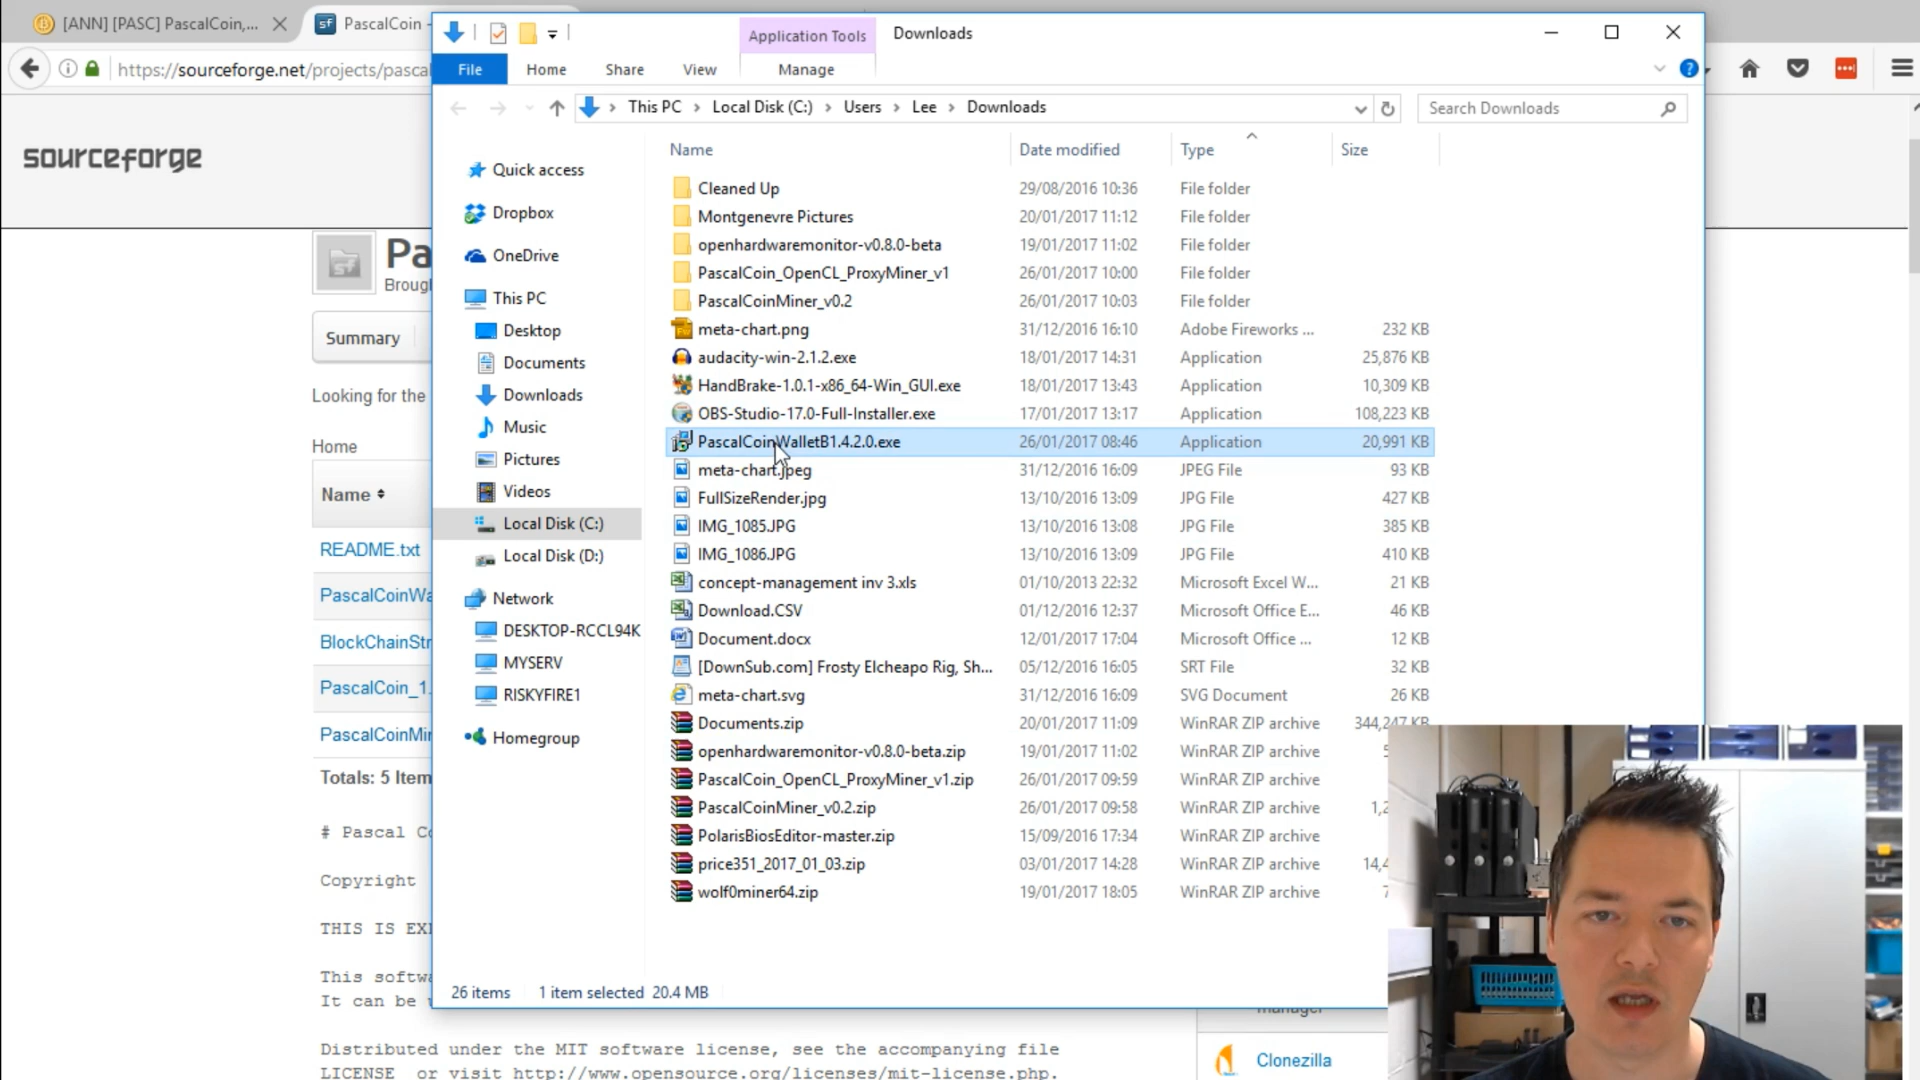 [ANN] [PASC] PascalCoin,...
sf PascalCoin -
Application Tools
Downloads
https://sourceforge.net/projects/pascal
File
Home
Share
View
Manage
This PC > Local Disk (C:) > Users > Lee > Downloads
Search Downloads
sourceforge
Name
Date modified
Type
Size
Quick access
Dropbox
OneDrive
This PC
Desktop
Documents
Downloads
Music
Pictures
Videos
Local Disk (C:)
Local Disk (D:)
Network
DESKTOP-RCCL94K
MYSERV
RISKYFIRE1
Homegroup
Cleaned Up 29/08/2016 10:36 File folder
Montgenevre Pictures 20/01/2017 11:12 File folder
openhardwaremonitor-v0.8.0-beta 19/01/2017 11:02 File folder
PascalCoin_OpenCL_ProxyMiner_v1 26/01/2017 10:00 File folder
PascalCoinMiner_v0.2 26/01/2017 10:03 File folder
meta-chart.png 31/12/2016 16:10 Adobe Fireworks ... 232 KB
audacity-win-2.1.2.exe 18/01/2017 14:31 Application 25,876 KB
HandBrake-1.0.1-x86_64-Win_GUI.exe 18/01/2017 13:43 Application 10,309 KB
OBS-Studio-17.0-Full-Installer.exe 17/01/2017 13:17 Application 108,223 KB
PascalCoinWalletB1.4.2.0.exe 26/01/2017 08:46 Application 20,991 KB
meta-chart.jpeg 31/12/2016 16:09 JPEG File 93 KB
FullSizeRender.jpg 13/10/2016 13:09 JPG File 427 KB
IMG_1085.JPG 13/10/2016 13:08 JPG File 385 KB
IMG_1086.JPG 13/10/2016 13:09 JPG File 410 KB
concept-management inv 3.xls 01/10/2013 22:32 Microsoft Excel W... 21 KB
Download.CSV 01/12/2016 12:37 Microsoft Office E... 46 KB
Document.docx 12/01/2017 17:04 Microsoft Office ... 12 KB
[DownSub.com] Frosty Elcheapo Rig, Sh... 05/12/2016 16:05 SRT File 32 KB
meta-chart.svg 31/12/2016 16:09 SVG Document 26 KB
Documents.zip 20/01/2017 11:09 WinRAR ZIP archive 344,247 KB
openhardwaremonitor-v0.8.0-beta.zip 19/01/2017 11:02 WinRAR ZIP archive
PascalCoin_OpenCL_ProxyMiner_v1.zip 26/01/2017 09:59 WinRAR ZIP archive
PascalCoinMiner_v0.2.zip 26/01/2017 09:58 WinRAR ZIP archive 1,2
PolarisBiosEditor-master.zip 15/09/2016 17:34 WinRAR ZIP archive
price351_2017_01_03.zip 03/01/2017 14:28 WinRAR ZIP archive 14,4
wolf0miner64.zip 19/01/2017 18:05 WinRAR ZIP archive 7
26 items 1 item selected 20.4 MB
Pa
Broug
Summary
Looking for the
Home
Name
README.txt
PascalCoinWa
BlockChainStr
PascalCoin_1.
PascalCoinMi
Totals: 5 Item
# Pascal Co
Copyright
THIS IS EX
This softw
It can be
Distributed under the MIT software license, see the accompanying file
LICENSE or visit http://www.opensource.org/licenses/mit-license.php.
manager
Clonezilla